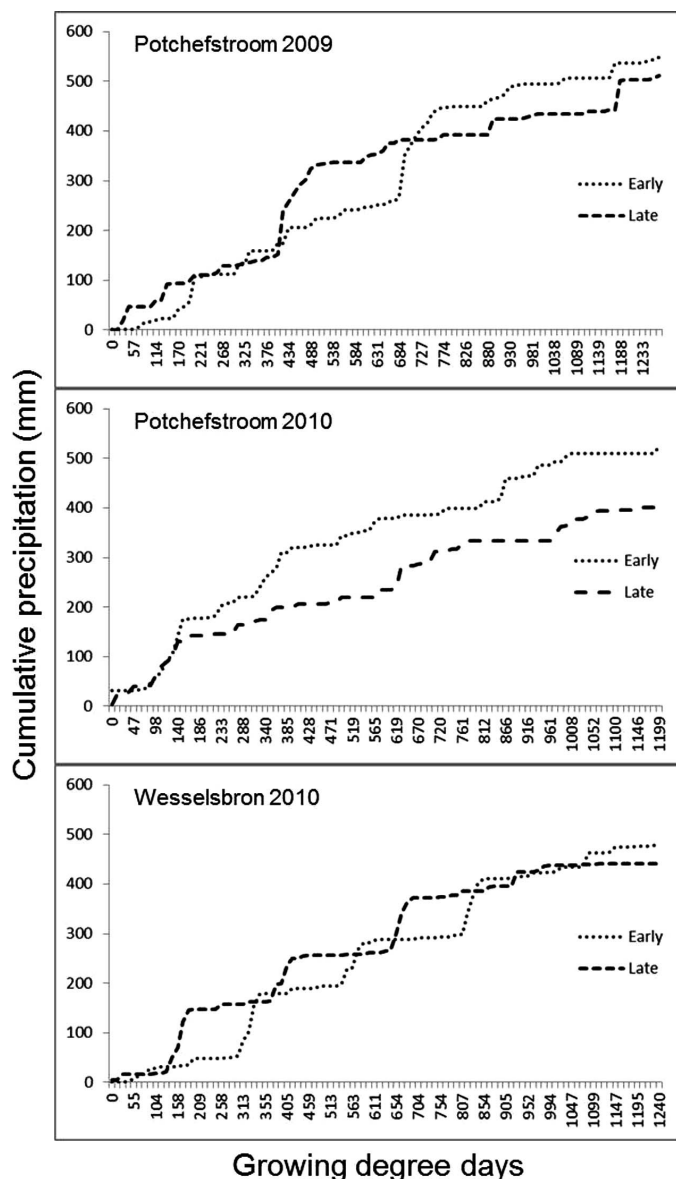 Cumulative precipitation (mm)
Potchefstroom 2009
600
500
400
300
200
100
0
Early
Late
0 57 114 170 221 268 325 376 434 488 538 584 631 684 727 774 826 880 930 981 1038 1089 1139 1188 1233
Potchefstroom 2010
600
500
400
300
200
100
0
Early
Late
0 47 98 140 186 233 288 340 385 428 471 519 565 619 670 720 761 812 866 916 961 1008 1052 1100 1146 1199
Wesselsbron 2010
600
500
400
300
200
100
0
Early
Late
0 55 104 158 209 258 313 355 405 459 513 563 611 654 704 754 807 854 905 952 994 1047 1099 1147 1195 1240
Growing degree days